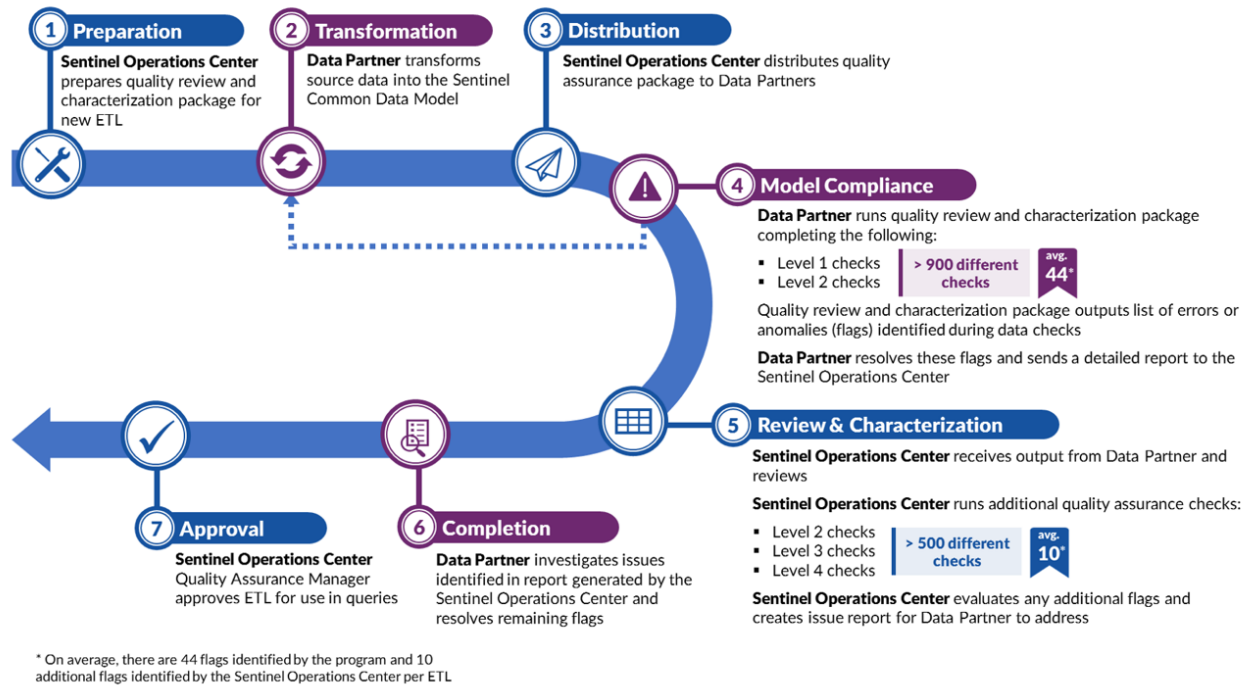 1 Preparation
Sentinel Operations Center
prepares quality review and
characterization package for
new ETL
2 Transformation
Data Partner transforms
source data into the Sentinel
Common Data Model
3 Distribution
Sentinel Operations Center distributes quality
assurance package to Data Partners
4 Model Compliance
Data Partner runs quality review and characterization package
completing the following:
▪ Level 1 checks
▪ Level 2 checks
> 900 different
checks
avg.
44*
Quality review and characterization package outputs list of errors or
anomalies (flags) identified during data checks
Data Partner resolves these flags and sends a detailed report to the
Sentinel Operations Center
5 Review & Characterization
Sentinel Operations Center receives output from Data Partner and
reviews
Sentinel Operations Center runs additional quality assurance checks:
▪ Level 2 checks
▪ Level 3 checks
▪ Level 4 checks
> 500 different
checks
avg.
10*
Sentinel Operations Center evaluates any additional flags and
creates issue report for Data Partner to address
6 Completion
Data Partner investigates issues
identified in report generated by the
Sentinel Operations Center and
resolves remaining flags
7 Approval
Sentinel Operations Center
Quality Assurance Manager
approves ETL for use in queries
* On average, there are 44 flags identified by the program and 10
additional flags identified by the Sentinel Operations Center per ETL